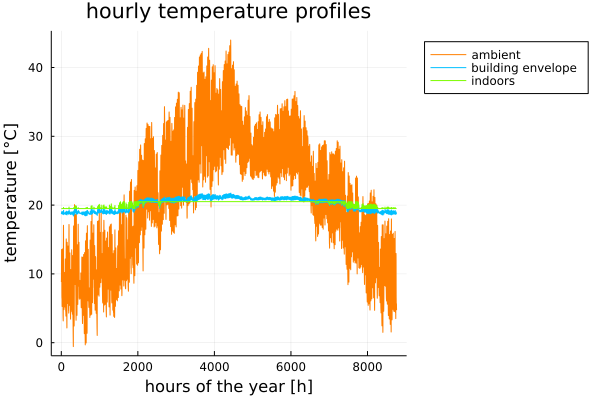 hourly temperature profiles
ambient
building envelope
indoors
temperature [°C]
40
30
20
10
0
0 2000 4000 6000 8000
hours of the year [h]